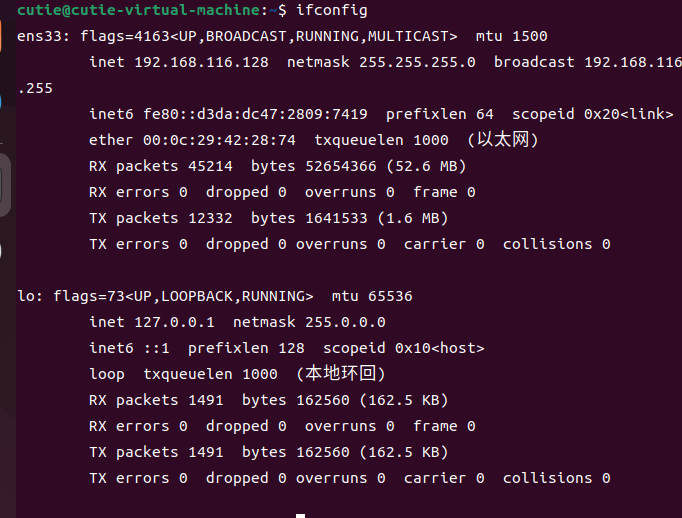 cutie@cutie-virtual-machine:~$ ifconfig
ens33: flags=4163<UP,BROADCAST,RUNNING,MULTICAST>  mtu 1500
        inet 192.168.116.128  netmask 255.255.255.0  broadcast 192.168.116
.255
        inet6 fe80::d3da:dc47:2809:7419  prefixlen 64  scopeid 0x20<link>
        ether 00:0c:29:42:28:74  txqueuelen 1000  (以太网)
        RX packets 45214  bytes 52654366 (52.6 MB)
        RX errors 0  dropped 0  overruns 0  frame 0
        TX packets 12332  bytes 1641533 (1.6 MB)
        TX errors 0  dropped 0 overruns 0  carrier 0  collisions 0

lo: flags=73<UP,LOOPBACK,RUNNING>  mtu 65536
        inet 127.0.0.1  netmask 255.0.0.0
        inet6 ::1  prefixlen 128  scopeid 0x10<host>
        loop  txqueuelen 1000  (本地环回)
        RX packets 1491  bytes 162560 (162.5 KB)
        RX errors 0  dropped 0  overruns 0  frame 0
        TX packets 1491  bytes 162560 (162.5 KB)
        TX errors 0  dropped 0 overruns 0  carrier 0  collisions 0